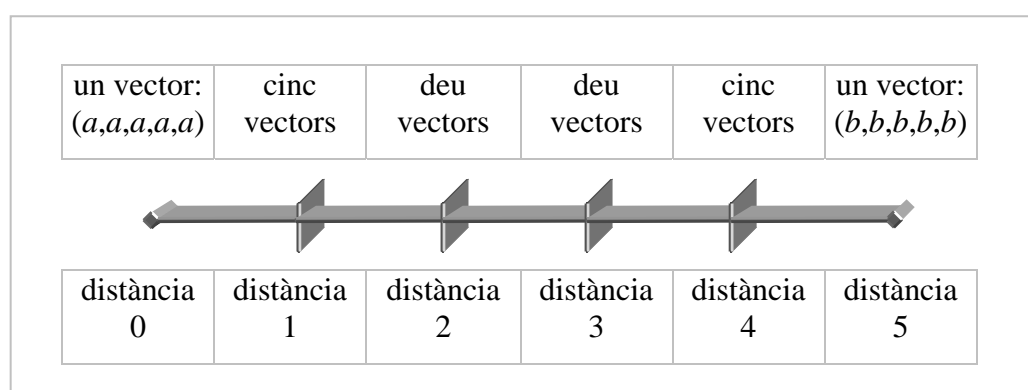 un vector: cinc deu deu cinc un vector:
(a,a,a,a,a) vectors vectors vectors vectors (b,b,b,b,b)
distància distància distància distància distància distància
0 1 2 3 4 5